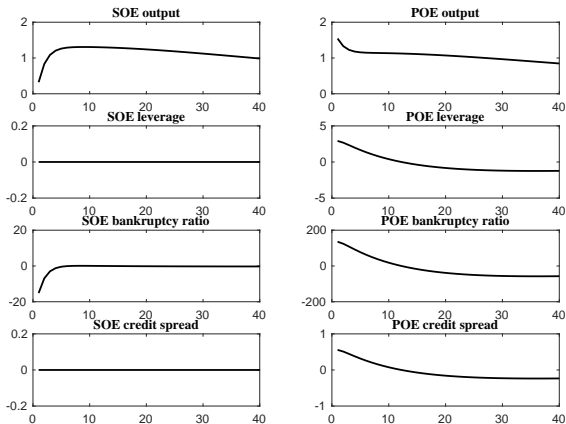 SOE output
POE output
2
1
0
0 10 20 30 40
2
1
0
0 10 20 30 40
SOE leverage
POE leverage
0.2
0
-0.2
0 10 20 30 40
5
0
-5
0 10 20 30 40
SOE bankruptcy ratio
POE bankruptcy ratio
20
0
-20
0 10 20 30 40
200
0
-200
0 10 20 30 40
SOE credit spread
POE credit spread
0.2
0
-0.2
0 10 20 30 40
1
0
-1
0 10 20 30 40